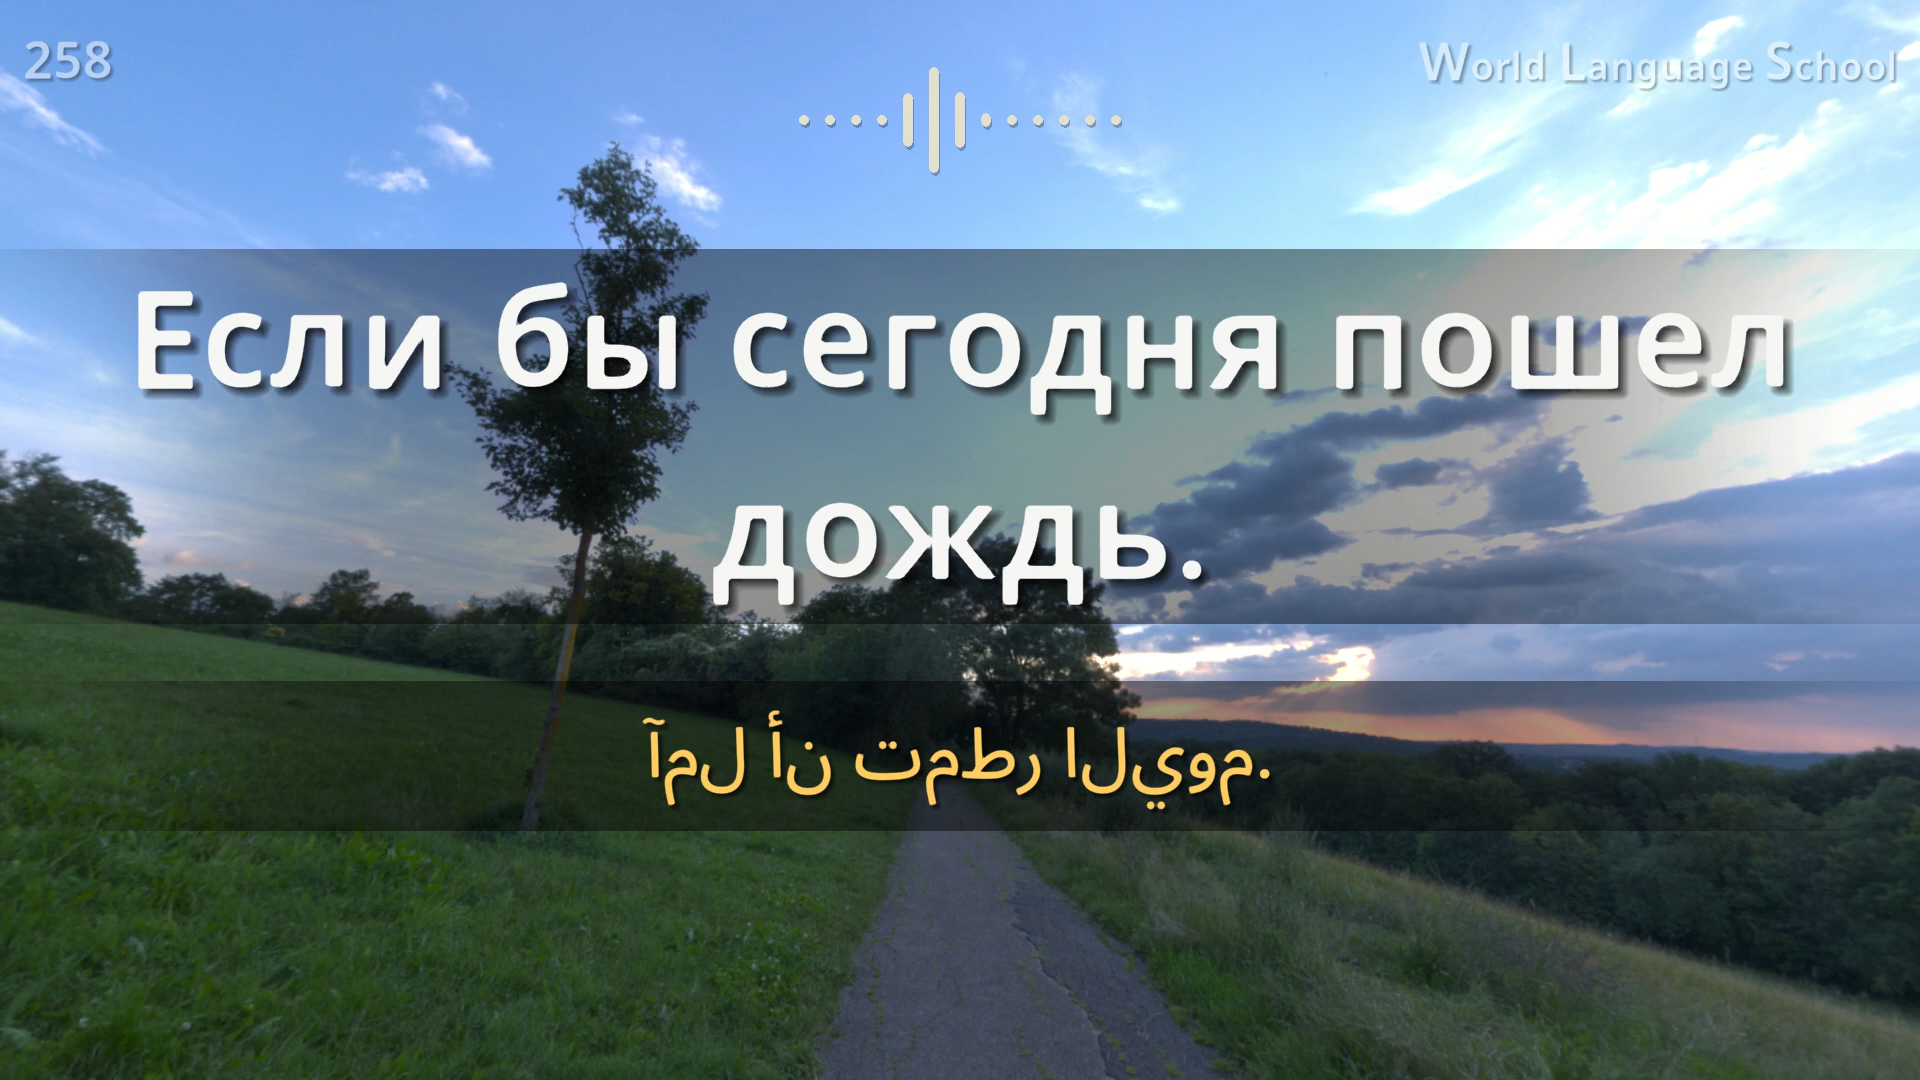 258
World Language School
Если бы сегодня пошел
дождь.
آمل أن تمطر اليوم.